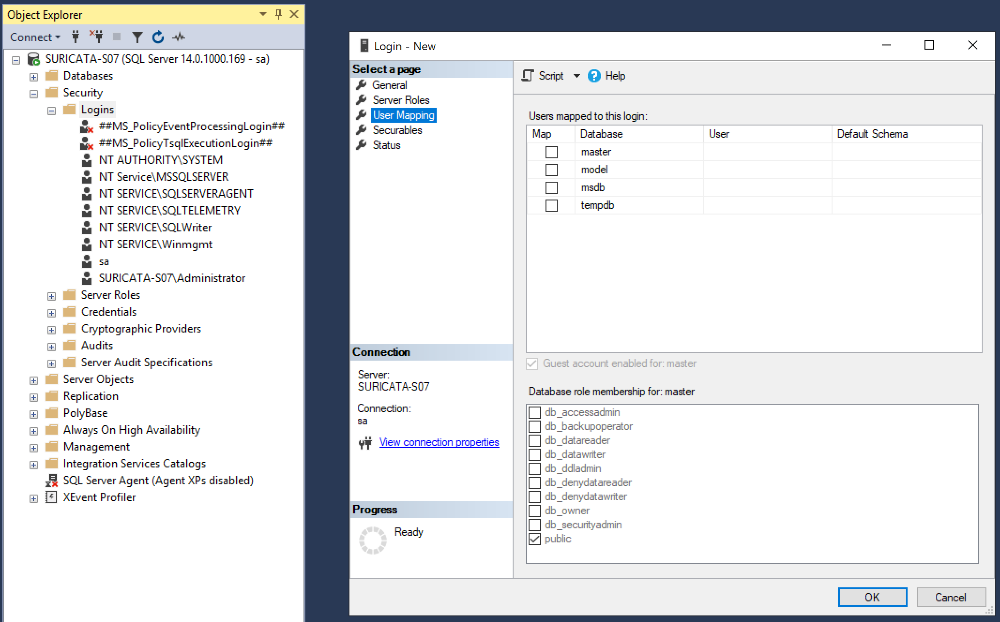 Object Explorer
Connect
SURICATA-S07 (SQL Server 14.0.1000.169 - sa)
Databases
Security
Logins
##MS_PolicyEventProcessingLogin##
##MS_PolicyTsqlExecutionLogin##
NT AUTHORITY\SYSTEM
NT Service\MSSQLSERVER
NT SERVICE\SQLSERVERAGENT
NT SERVICE\SQLTELEMETRY
NT SERVICE\SQLWriter
NT SERVICE\Winmgmt
sa
SURICATA-S07\Administrator
Server Roles
Credentials
Cryptographic Providers
Audits
Server Audit Specifications
Server Objects
Replication
PolyBase
Always On High Availability
Management
Integration Services Catalogs
SQL Server Agent (Agent XPs disabled)
XEvent Profiler
Login - New
Select a page
General
Server Roles
User Mapping
Securables
Status
Connection
Server:
SURICATA-S07
Connection:
sa
View connection properties
Progress
Ready
Script Help
Users mapped to this login:
Map Database User Default Schema
master
model
msdb
tempdb
Guest account enabled for: master
Database role membership for: master
db_accessadmin
db_backupoperator
db_datareader
db_datawriter
db_ddladmin
db_denydatareader
db_denydatawriter
db_owner
db_securityadmin
public
OK Cancel